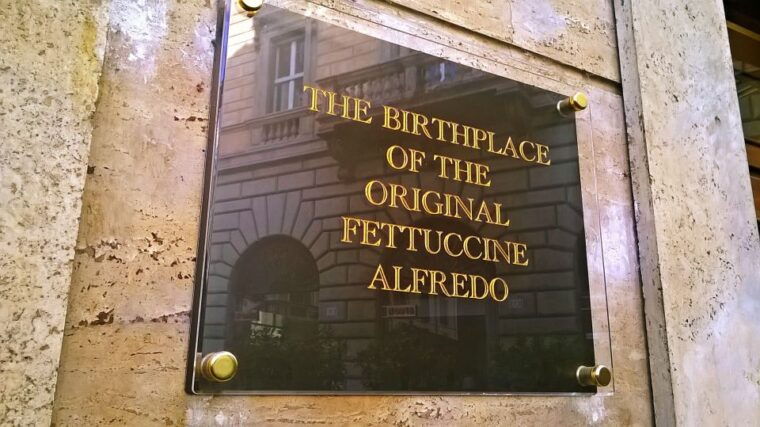 THE BIRTHPLACE
OF THE
ORIGINAL
FETTUCCINE
ALFREDO